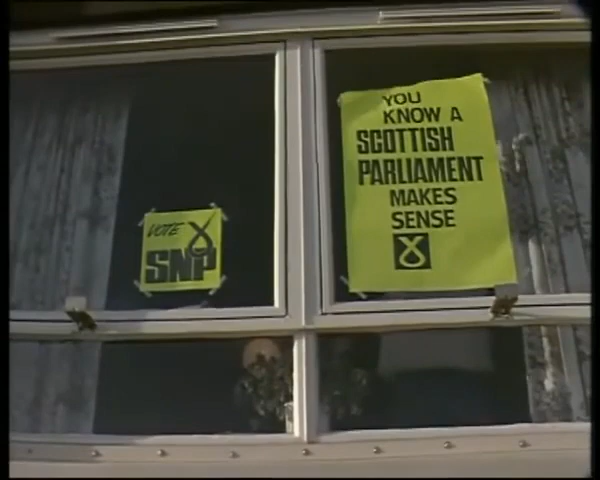 VOTE
SNP
YOU
KNOW A
SCOTTISH
PARLIAMENT
MAKES
SENSE